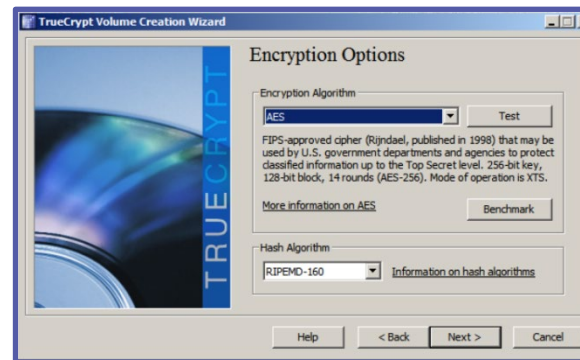 TrueCrypt Volume Creation Wizard
TRUECRYPT
Encryption Options
Encryption Algorithm
AES
Test
FIPS-approved cipher (Rijndael, published in 1998) that may be
used by U.S. government departments and agencies to protect
classified information up to the Top Secret level. 256-bit key,
128-bit block, 14 rounds (AES-256). Mode of operation is XTS.
More information on AES
Benchmark
Hash Algorithm
RIPEMD-160
Information on hash algorithms
Help
< Back
Next >
Cancel